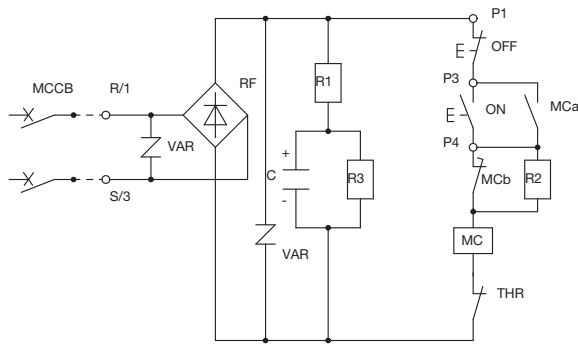 P1
OFF
MCCB
R/1
RF
R1
P3
ON
MCa
VAR
P4
+
C
-
R3
MCb
R2
S/3
VAR
MC
THR